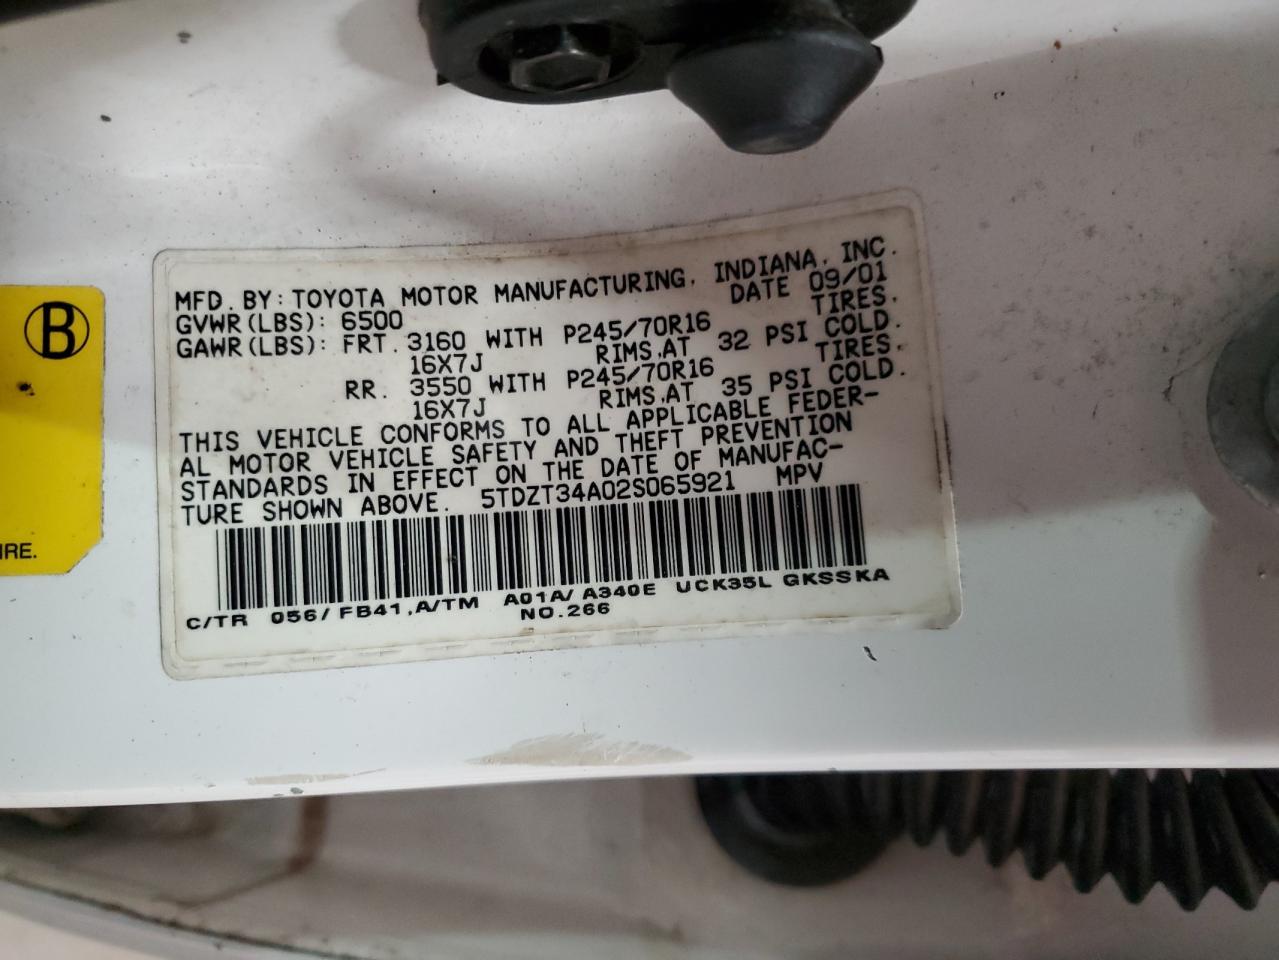 B
IRE.
MFD. BY: TOYOTA MOTOR MANUFACTURING, INDIANA, INC.
GVWR(LBS): 6500 DATE 09/01
GAWR(LBS): FRT. 3160 WITH P245/70R16 TIRES,
16X7J RIMS,AT 32 PSI COLD.
RR. 3550 WITH P245/70R16 TIRES,
16X7J RIMS,AT 35 PSI COLD.
THIS VEHICLE CONFORMS TO ALL APPLICABLE FEDER-
AL MOTOR VEHICLE SAFETY AND THEFT PREVENTION
STANDARDS IN EFFECT ON THE DATE OF MANUFAC-
TURE SHOWN ABOVE. 5TDZT34A02S065921 MPV
C/TR 056/FB41,A/TM A01A/A340E UCK35L GKSSKA
NO.266